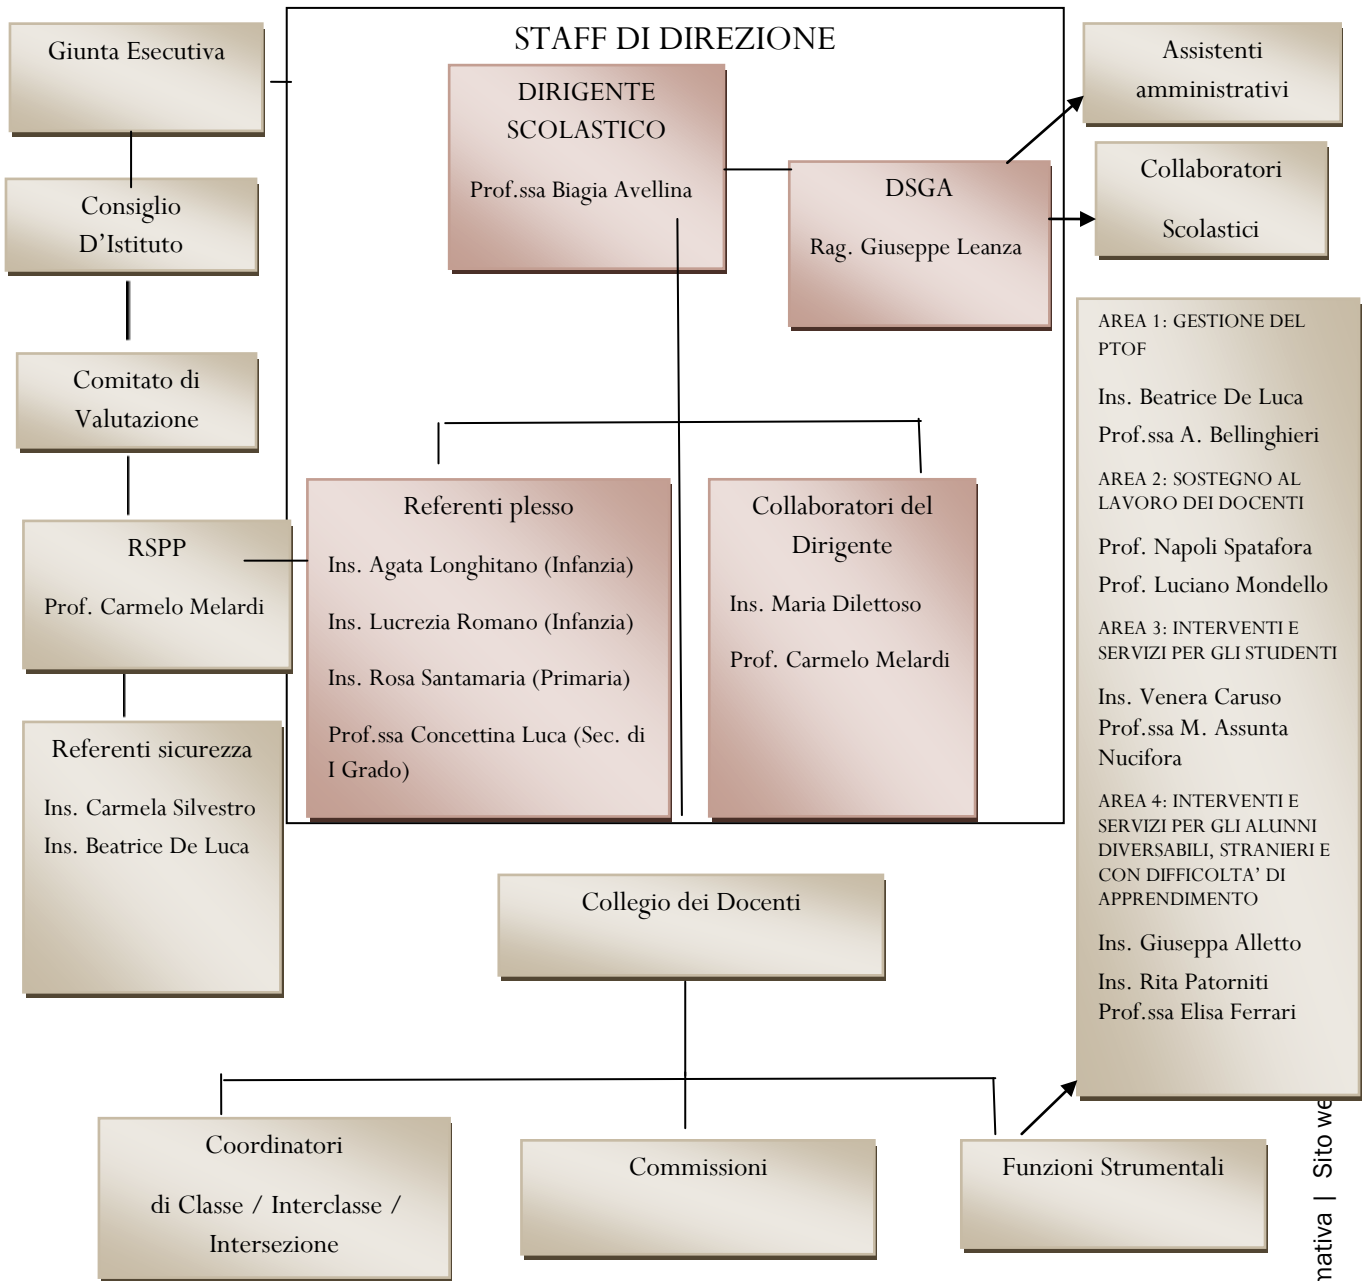 STAFF DI DIREZIONE
Giunta Esecutiva
Consiglio
D’Istituto
Comitato di
Valutazione
RSPP
Prof. Carmelo Melardi
Referenti sicurezza
Ins. Carmela Silvestro
Ins. Beatrice De Luca
DIRIGENTE
SCOLASTICO
Prof.ssa Biagia Avellina
DSGA
Rag. Giuseppe Leanza
Assistenti
amministrativi
Collaboratori
Scolastici
Referenti plesso
Ins. Agata Longhitano (Infanzia)
Ins. Lucrezia Romano (Infanzia)
Ins. Rosa Santamaria (Primaria)
Prof.ssa Concettina Luca (Sec. di
I Grado)
Collaboratori del
Dirigente
Ins. Maria Dilettoso
Prof. Carmelo Melardi
AREA 1: GESTIONE DEL
PTOF
Ins. Beatrice De Luca
Prof.ssa A. Bellinghieri
AREA 2: SOSTEGNO AL
LAVORO DEI DOCENTI
Prof. Napoli Spatafora
Prof. Luciano Mondello
AREA 3: INTERVENTI E
SERVIZI PER GLI STUDENTI
Ins. Venera Caruso
Prof.ssa M. Assunta
Nucifora
AREA 4: INTERVENTI E
SERVIZI PER GLI ALUNNI
DIVERSABILI, STRANIERI E
CON DIFFICOLTA’ DI
APPRENDIMENTO
Ins. Giuseppa Alletto
Ins. Rita Patorniti
Prof.ssa Elisa Ferrari
Collegio dei Docenti
Coordinatori
di Classe / Interclasse /
Intersezione
Commissioni
Funzioni Strumentali
mativa | Sito we